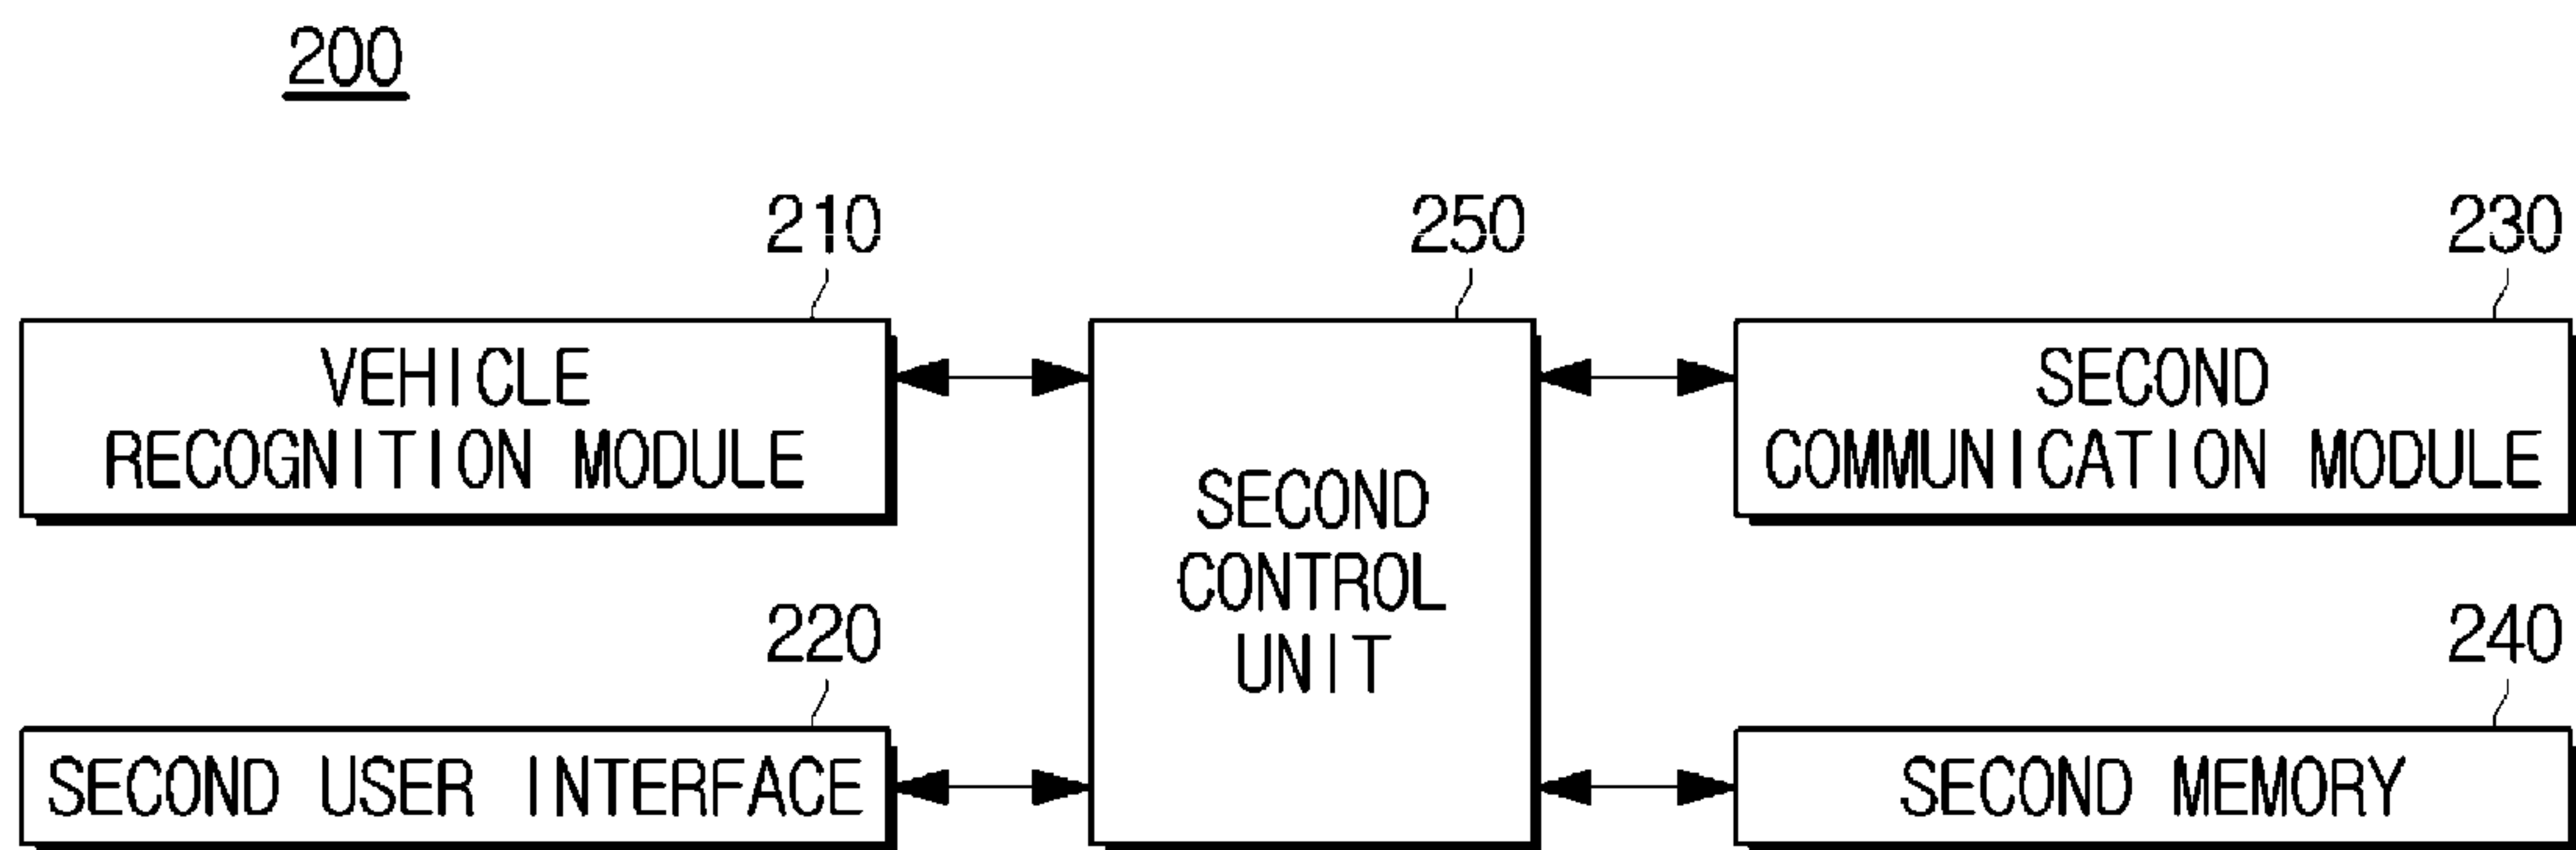 200
210
250
230
VEHICLE
RECOGNITION MODULE
SECOND
CONTROL
UNIT
SECOND
COMMUNICATION MODULE
220
240
SECOND USER INTERFACE
SECOND MEMORY